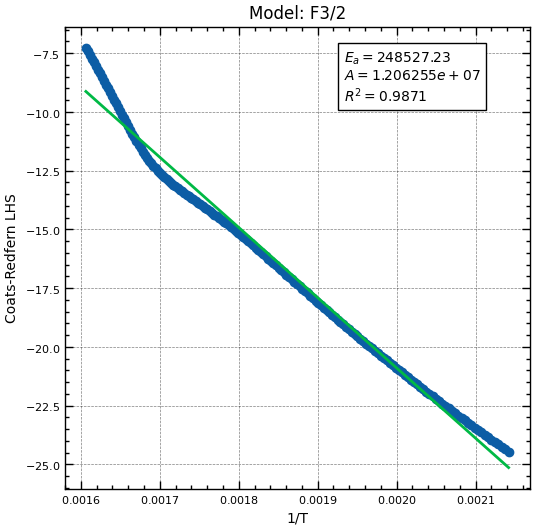 Model: F3/2
Eₐ = 248527.23
A = 1.206255e + 07
R² = 0.9871
Coats-Redfern LHS
−7.5
−10.0
−12.5
−15.0
−17.5
−20.0
−22.5
−25.0
0.0016 0.0017 0.0018 0.0019 0.0020 0.0021
1/T